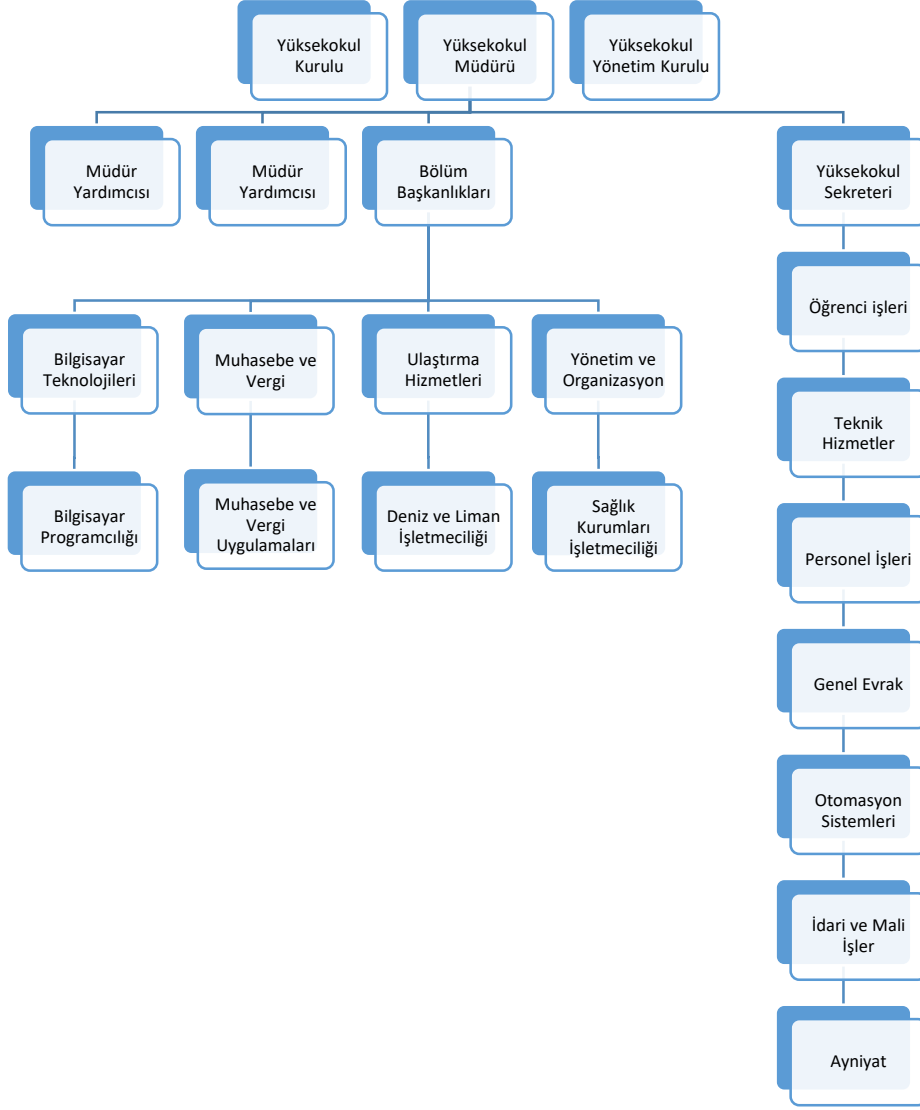 Yüksekokul
Kurulu
Yüksekokul
Müdürü
Yüksekokul
Yönetim Kurulu
Müdür
Yardımcısı
Müdür
Yardımcısı
Bölüm
Başkanlıkları
Yüksekokul
Sekreteri
Öğrenci işleri
Bilgisayar
Teknolojileri
Muhasebe ve
Vergi
Ulaştırma
Hizmetleri
Yönetim ve
Organizasyon
Teknik
Hizmetler
Bilgisayar
Programcılığı
Muhasebe ve
Vergi
Uygulamaları
Deniz ve Liman
İşletmeciliği
Sağlık
Kurumları
İşletmeciliği
Personel İşleri
Genel Evrak
Otomasyon
Sistemleri
İdari ve Mali
İşler
Ayniyat